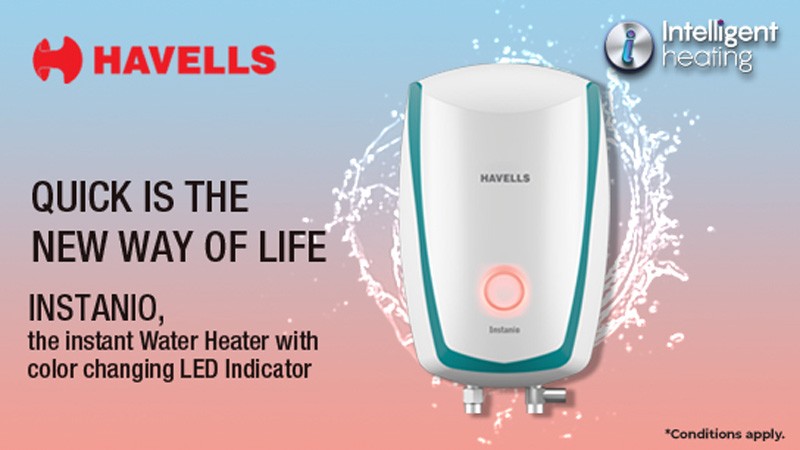 HAVELLS
Intelligent
heating
HAVELLS
QUICK IS THE
NEW WAY OF LIFE
INSTANIO,
the instant Water Heater with
color changing LED Indicator
Instanio
*Conditions apply.